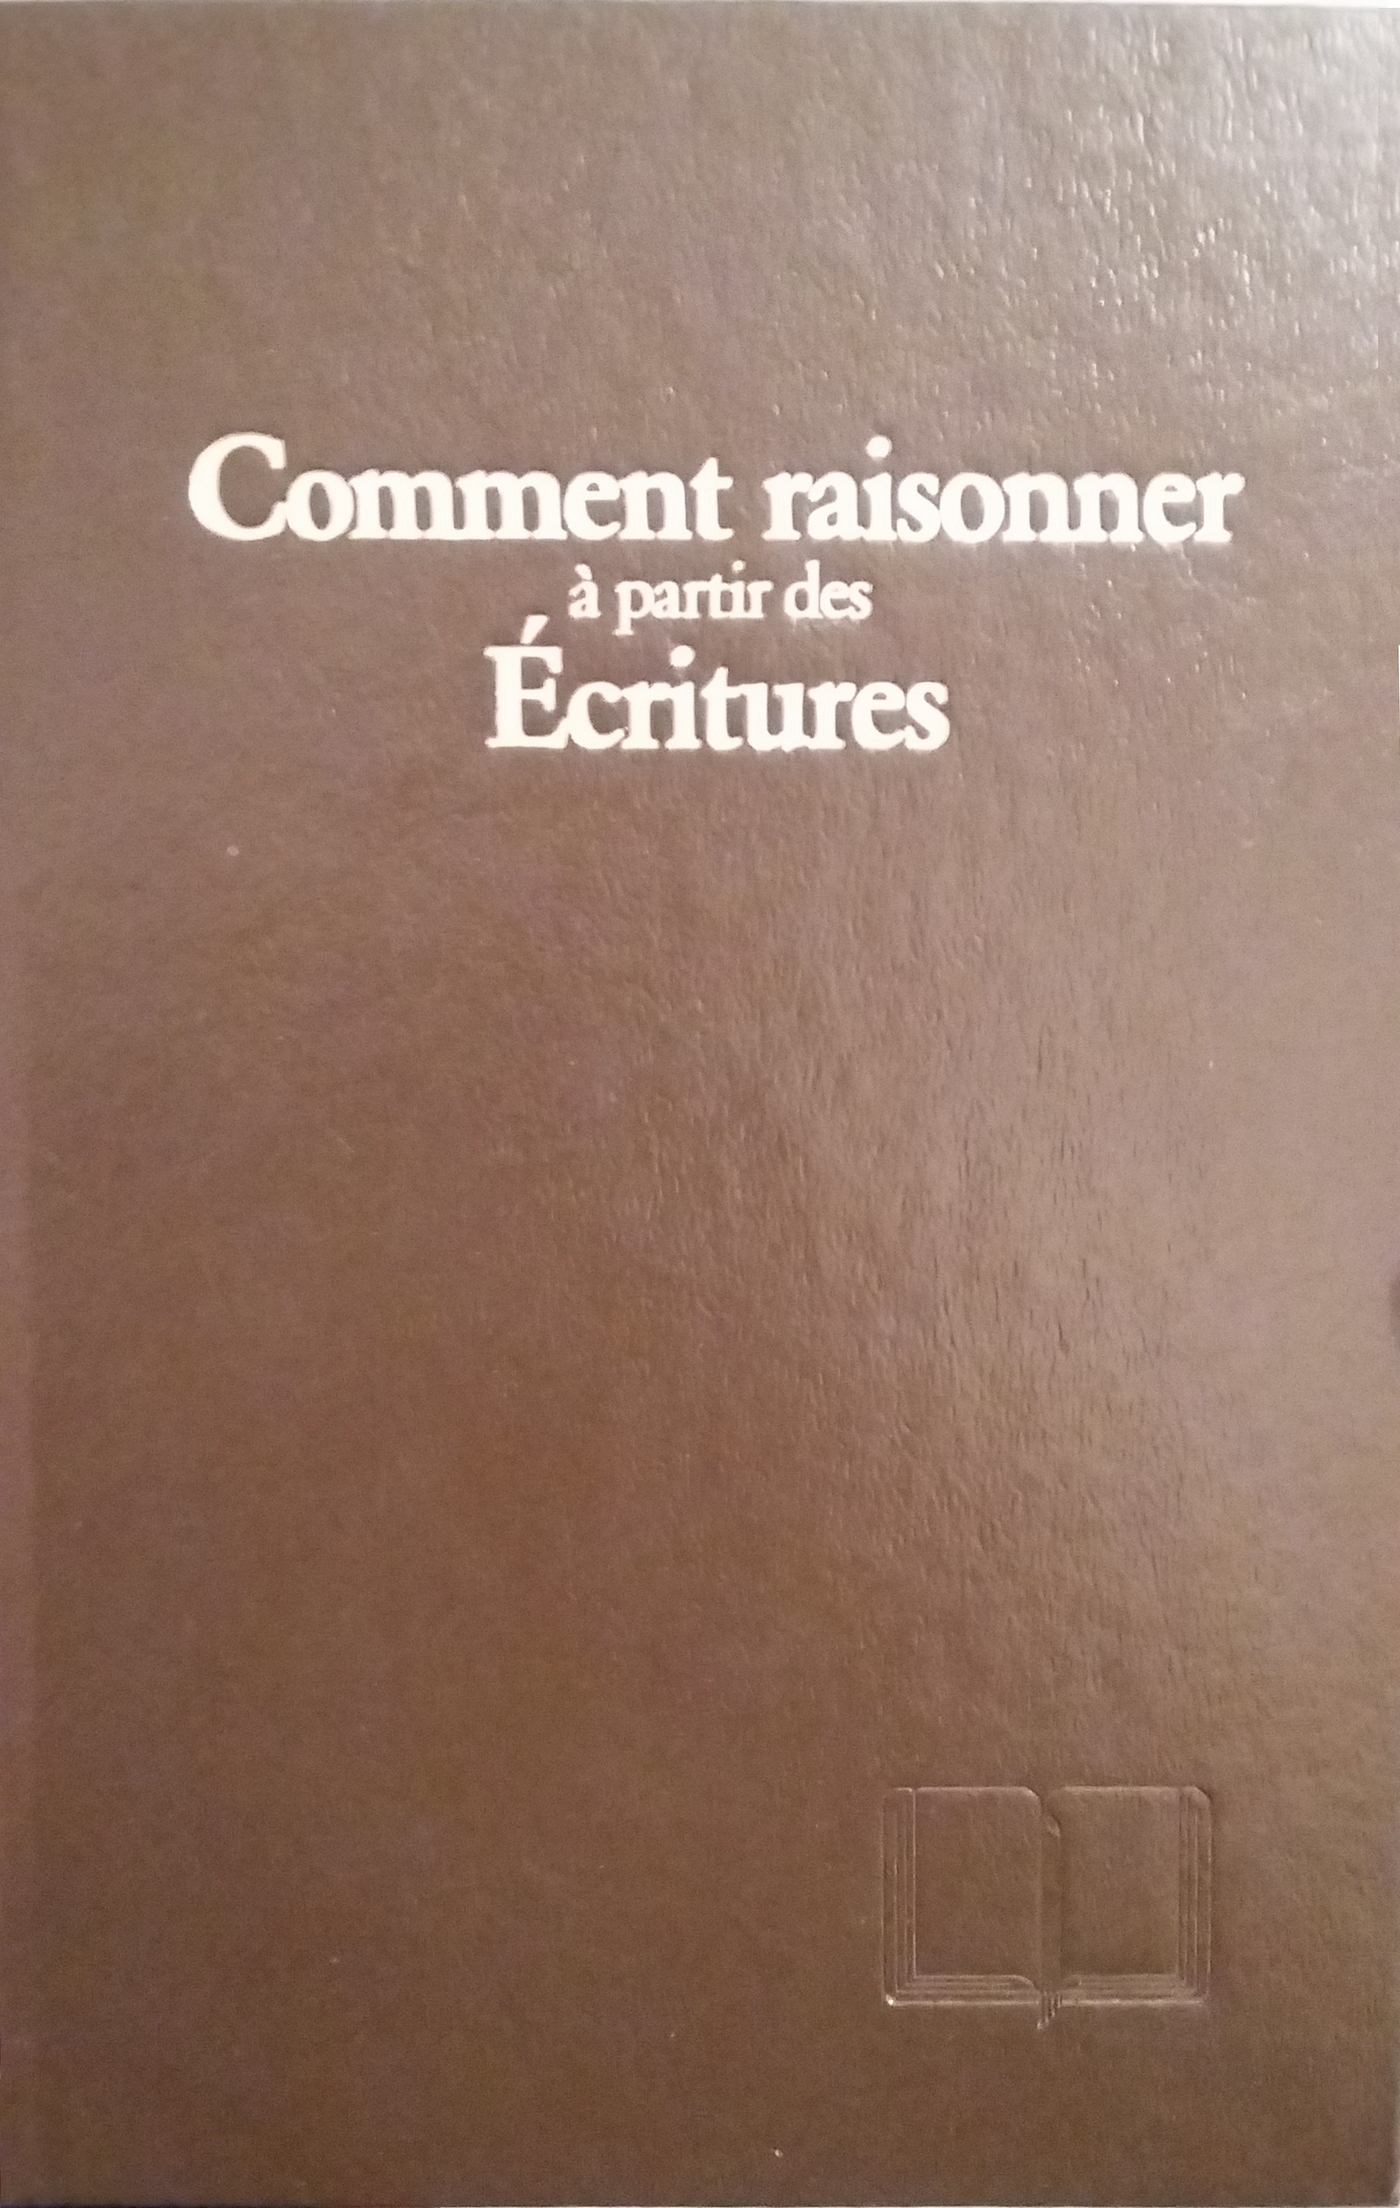 Comment raisonner
à partir des
Écritures